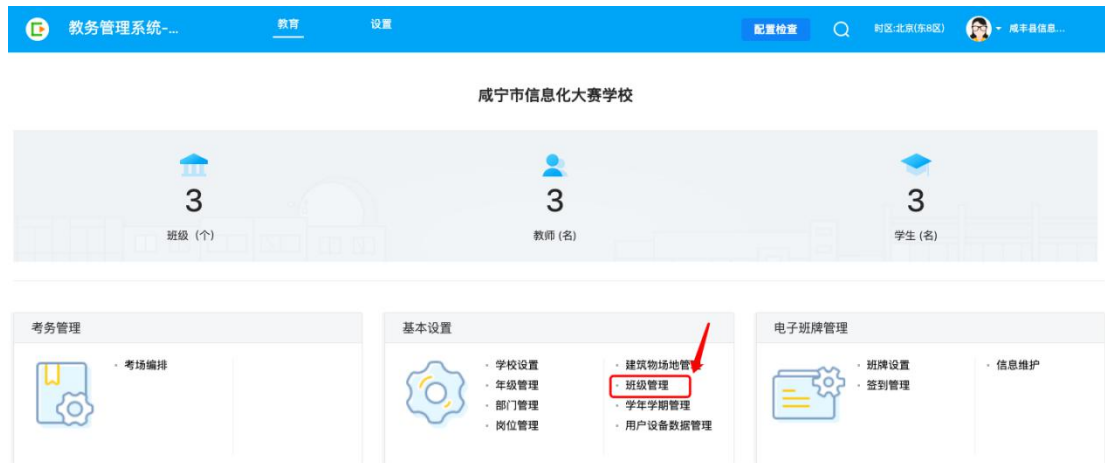 教务管理系统-...
教育
设置
配置检查
时区:北京(东8区)
咸丰县信息...
咸宁市信息化大赛学校
3
班级（个）
3
教师 (名)
3
学生 (名)
考务管理
· 考场编排
基本设置
· 学校设置
· 年级管理
· 部门管理
· 岗位管理
· 建筑物场地管理
· 班级管理
· 学年学期管理
· 用户设备数据管理
电子班牌管理
· 班牌设置
· 签到管理
· 信息维护